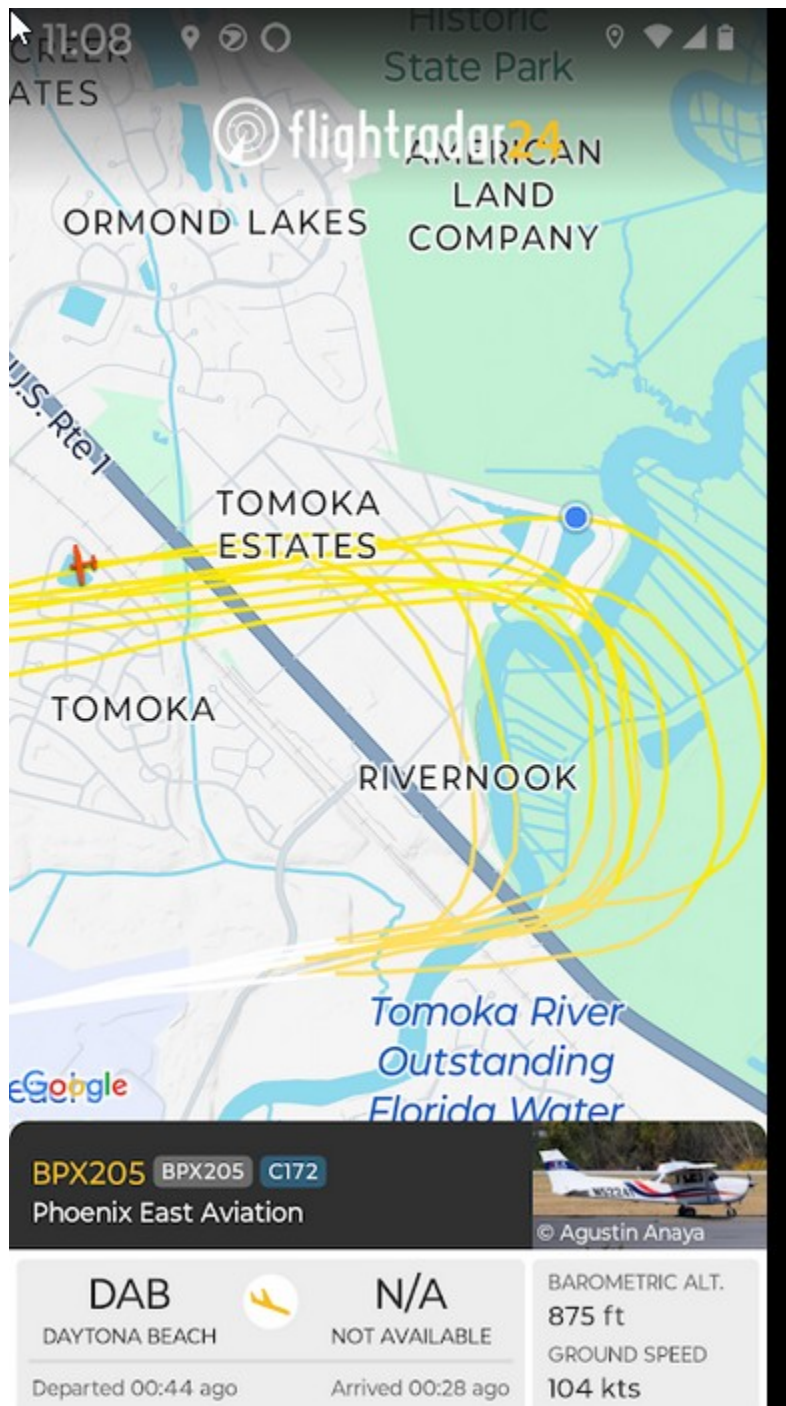 11:08
Historic
State Park
CREEK
ATES
flightradar24
AMERICAN
LAND
COMPANY
ORMOND LAKES
U.S. Rte 1
TOMOKA
ESTATES
TOMOKA
RIVERNOOK
Tomoka River
Outstanding
Florida Water
Google
BPX205 BPX205 C172
Phoenix East Aviation
© Agustin Anaya
DAB
DAYTONA BEACH
N/A
NOT AVAILABLE
Departed 00:44 ago
Arrived 00:28 ago
BAROMETRIC ALT.
875 ft
GROUND SPEED
104 kts